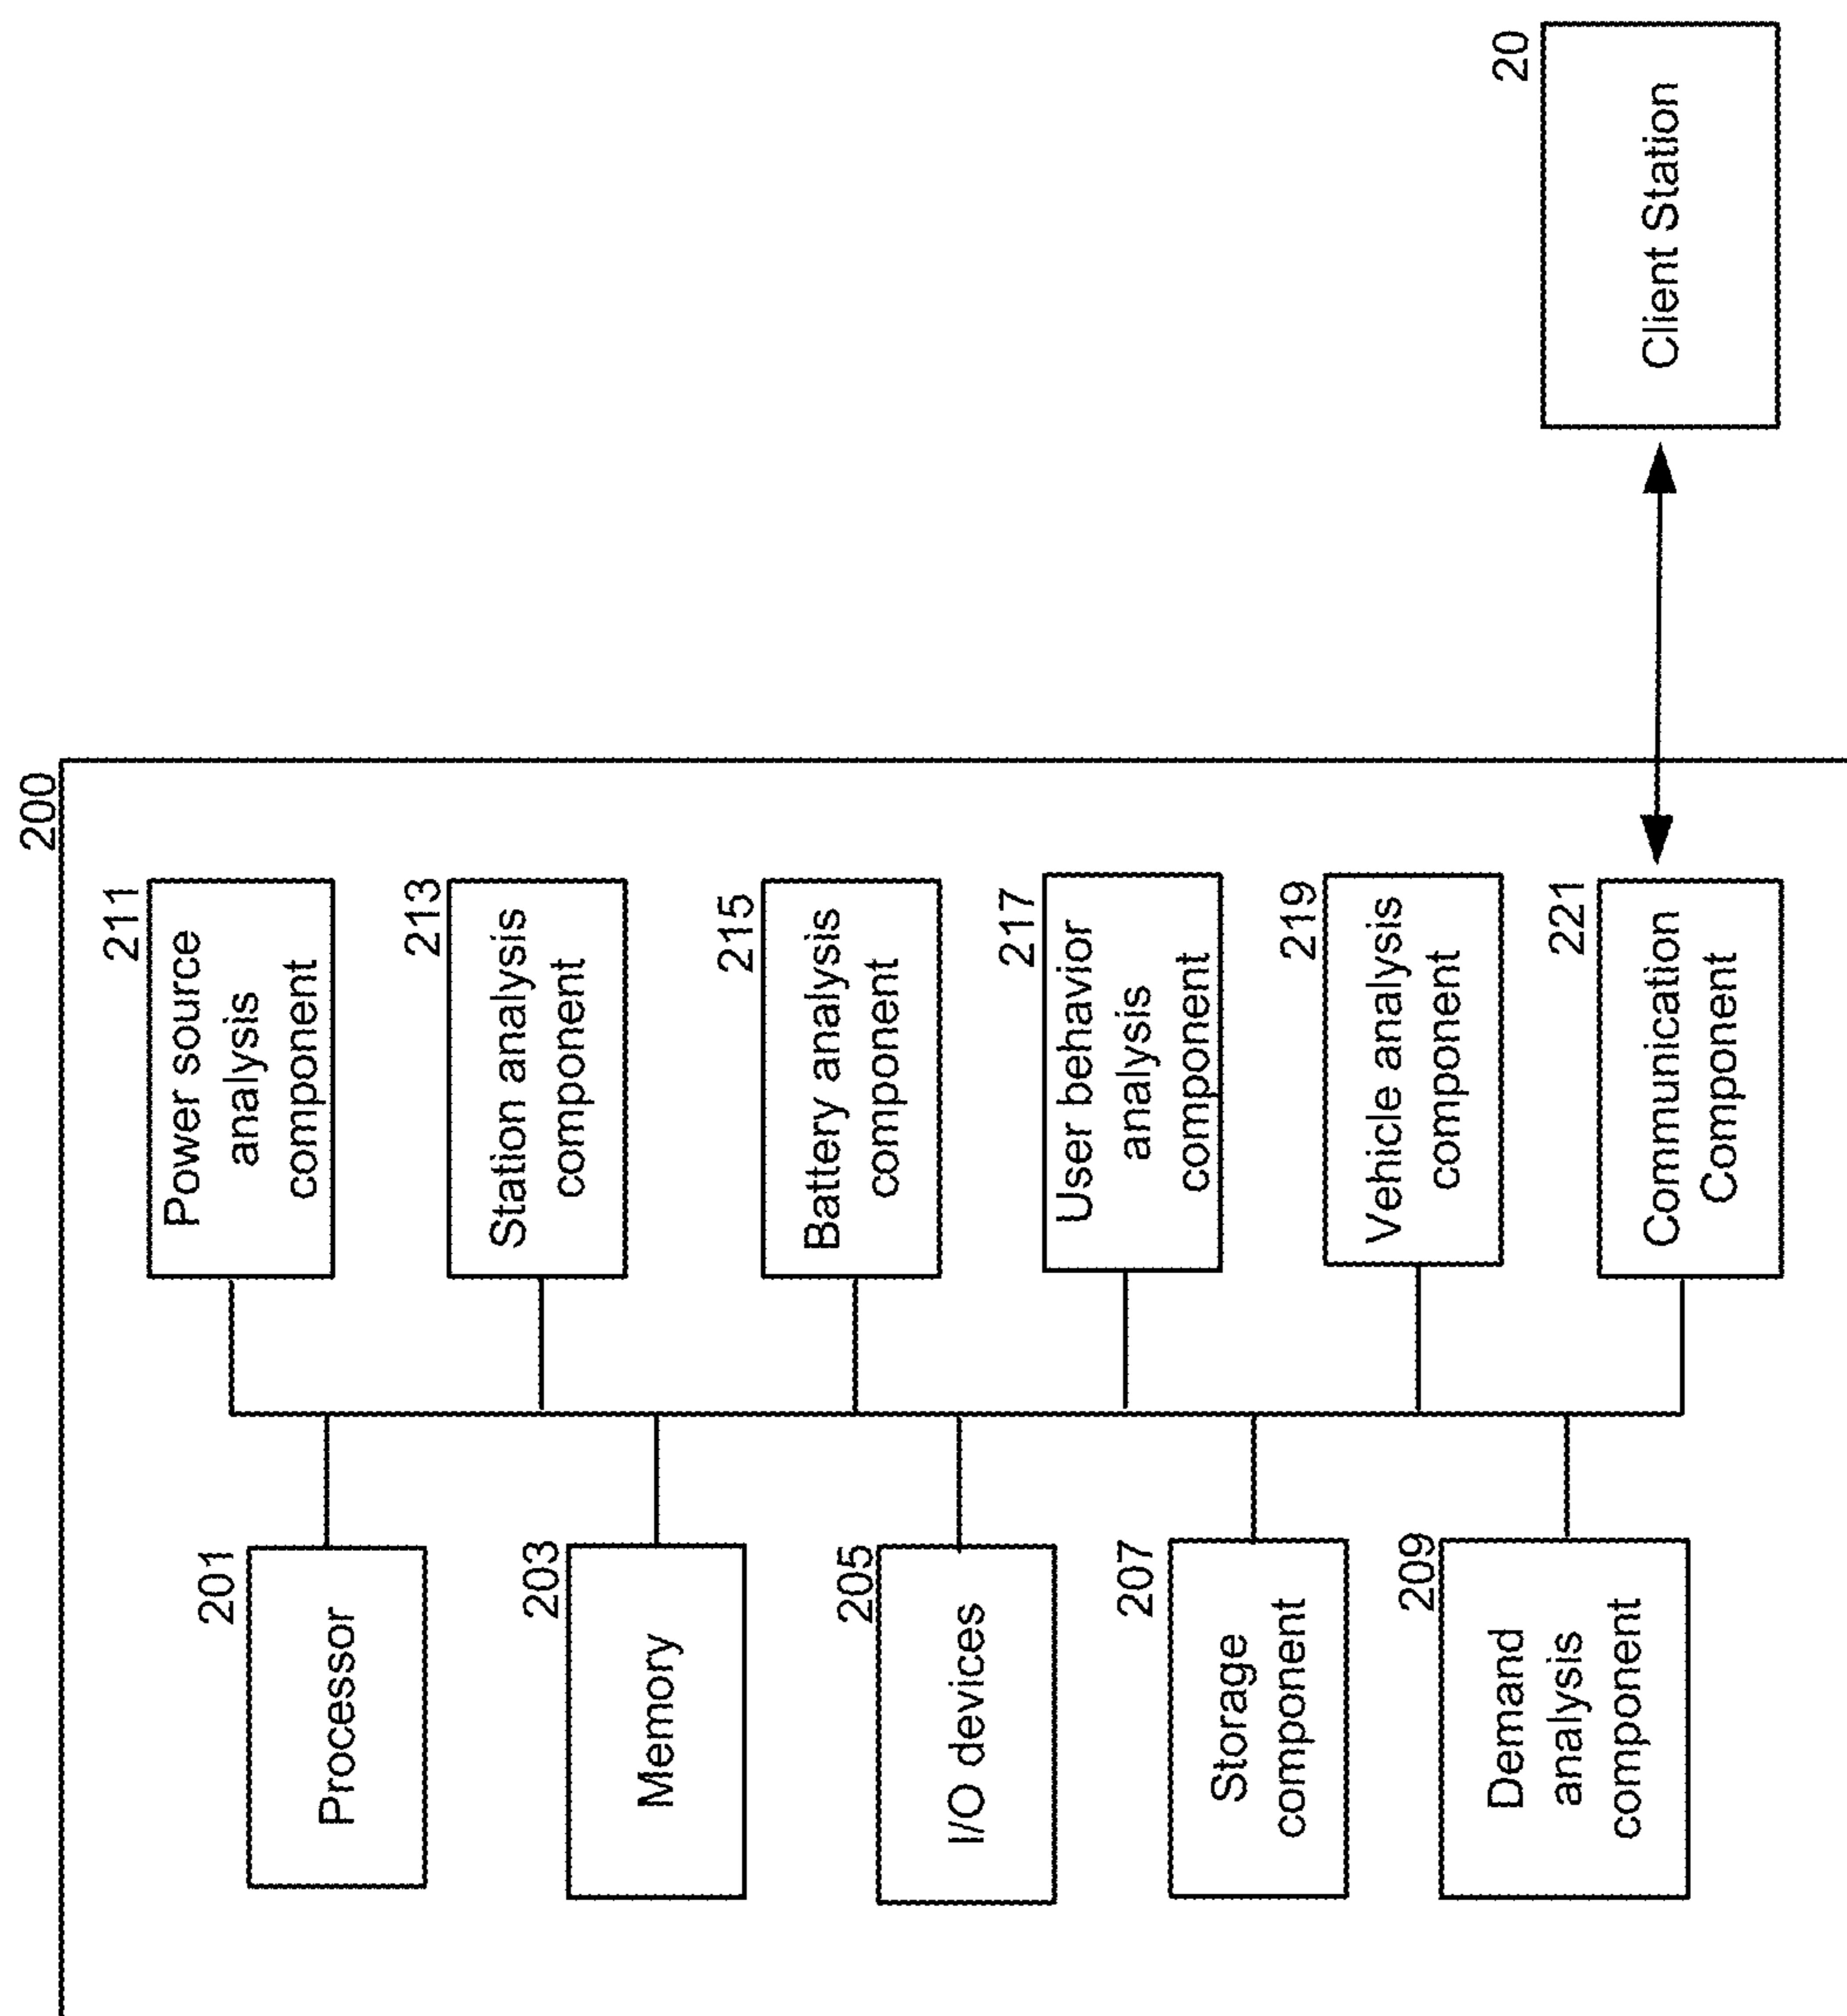 200
201
Processor
203
Memory
205
I/O devices
207
Storage
component
209
Demand
analysis
component
211
Power source
analysis
component
213
Station analysis
component
215
Battery analysis
component
217
User behavior
analysis
component
219
Vehicle analysis
component
221
Communication
Component
20
Client Station